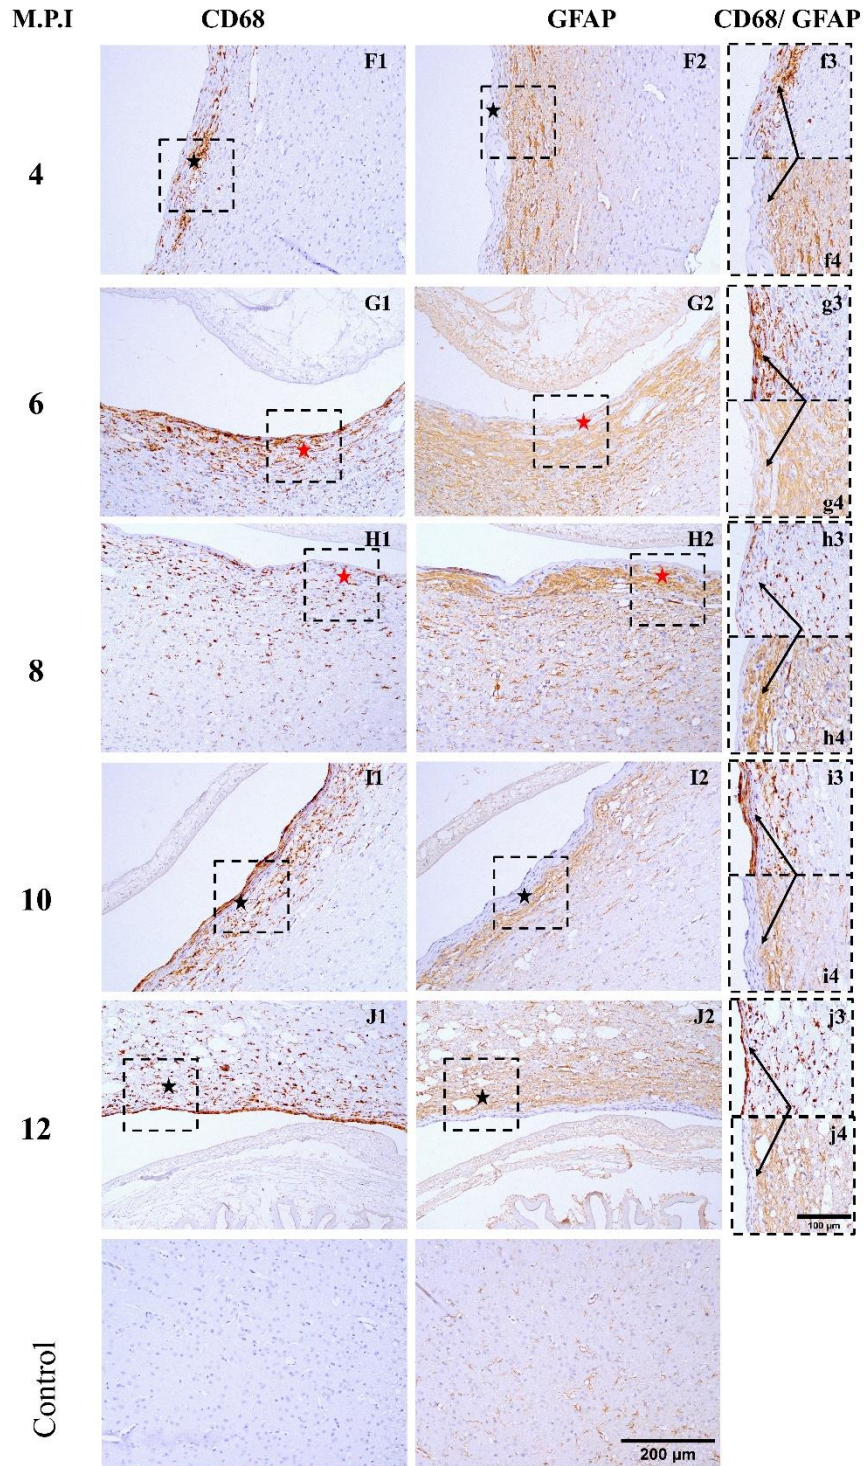 M.P.I CD68 GFAP CD68/ GFAP
F1 F2 f3
4
f4
G1 G2 g3
6
g4
H1 H2 h3
8
h4
I1 I2 i3
10
i4
J1 J2 j3
12
j4
100 µm
Control
200 µm